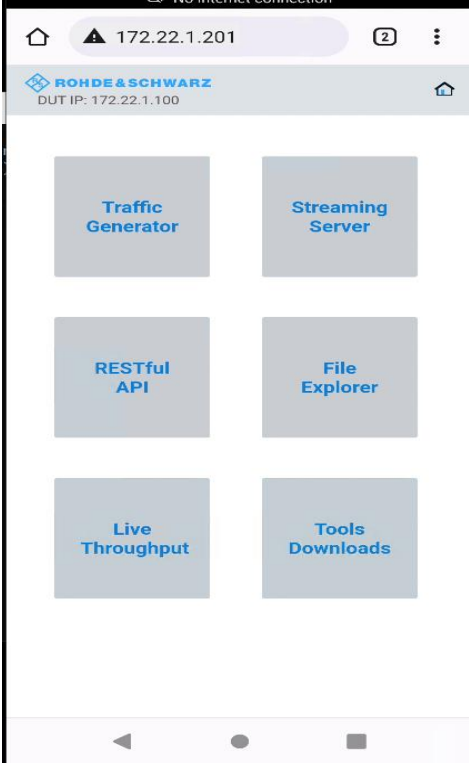 No internet connection
172.22.1.201
2
ROHDE&SCHWARZ
DUT IP: 172.22.1.100
Traffic
Generator
Streaming
Server
RESTful
API
File
Explorer
Live
Throughput
Tools
Downloads